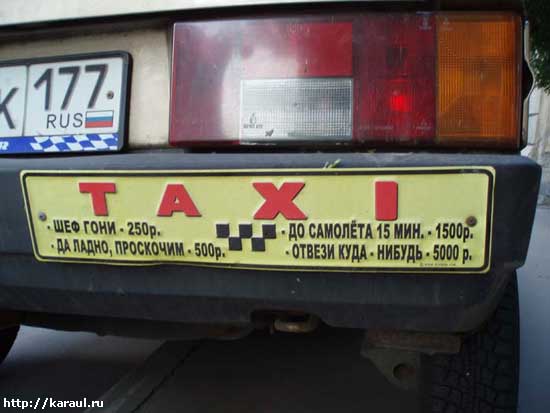 К 177
RUS
TAXI
- ШЕФ ГОНИ - 250р.
- ДА ЛАДНО, ПРОСКОЧИМ - 500р.
- ДО САМОЛЁТА 15 МИН. - 1500р.
- ОТВЕЗИ КУДА - НИБУДЬ - 5000 р.
http://karaul.ru